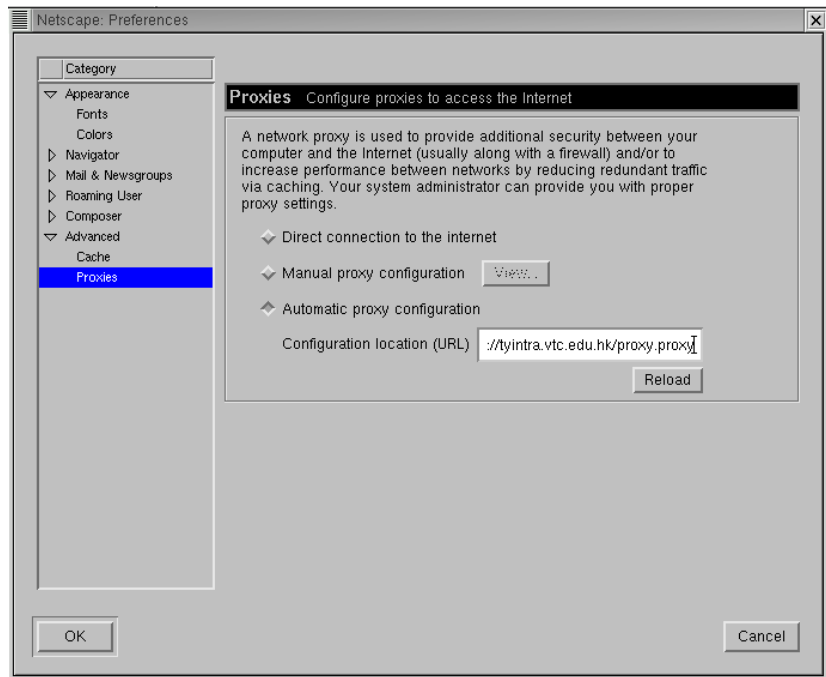 Netscape: Preferences
Category
Appearance
Fonts
Colors
Navigator
Mail & Newsgroups
Roaming User
Composer
Advanced
Cache
Proxies
Proxies Configure proxies to access the Internet
A network proxy is used to provide additional security between your
computer and the Internet (usually along with a firewall) and/or to
increase performance between networks by reducing redundant traffic
via caching. Your system administrator can provide you with proper
proxy settings.
Direct connection to the internet
Manual proxy configuration View...
Automatic proxy configuration
Configuration location (URL) ://tyintra.vtc.edu.hk/proxy.proxy
Reload
OK Cancel